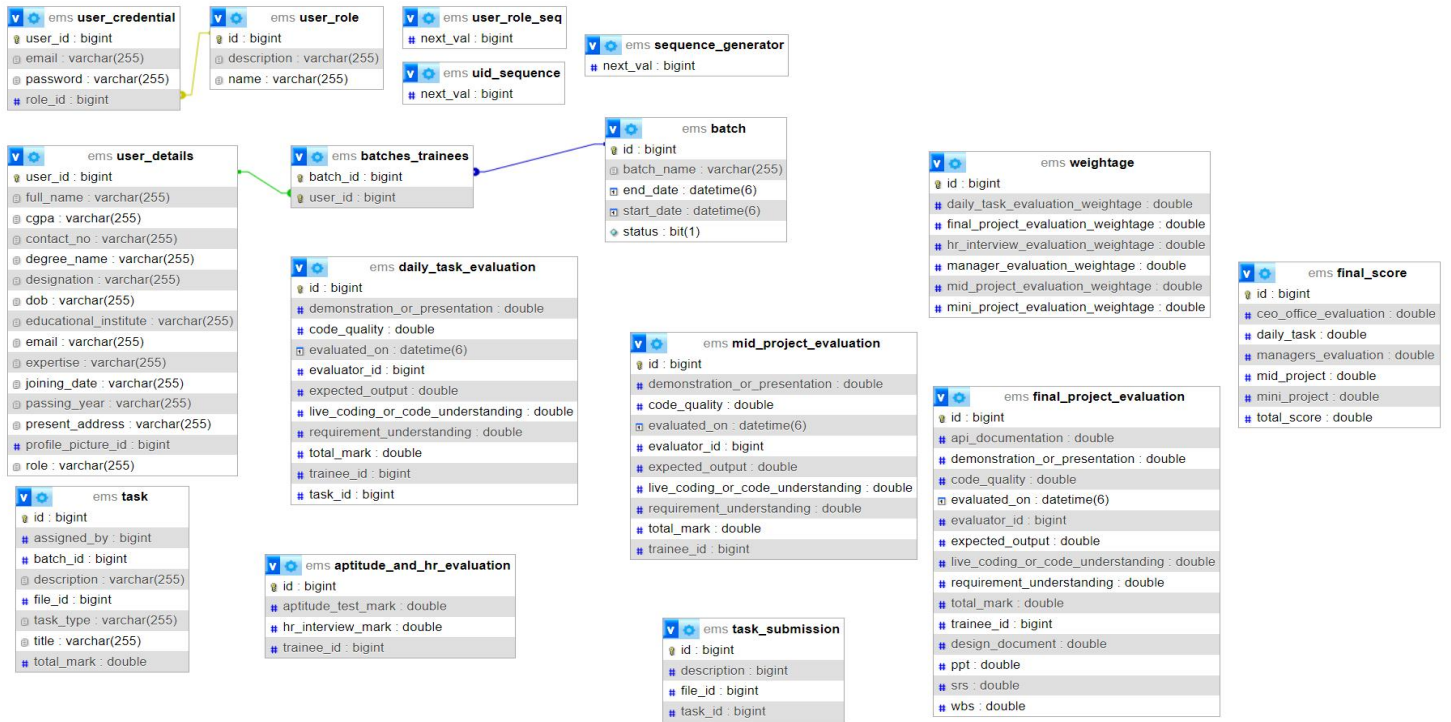 ems user_credential
user_id : bigint
email : varchar(255)
password : varchar(255)
role_id : bigint
ems user_role
id : bigint
description : varchar(255)
name : varchar(255)
ems user_role_seq
next_val : bigint
ems uid_sequence
next_val : bigint
ems sequence_generator
next_val : bigint
ems user_details
user_id : bigint
full_name : varchar(255)
cgpa : varchar(255)
contact_no : varchar(255)
degree_name : varchar(255)
designation : varchar(255)
dob : varchar(255)
educational_institute : varchar(255)
email : varchar(255)
expertise : varchar(255)
joining_date : varchar(255)
passing_year : varchar(255)
present_address : varchar(255)
profile_picture_id : bigint
role : varchar(255)
ems batches_trainees
batch_id : bigint
user_id : bigint
ems batch
id : bigint
batch_name : varchar(255)
end_date : datetime(6)
start_date : datetime(6)
status : bit(1)
ems weightage
id : bigint
daily_task_evaluation_weightage : double
final_project_evaluation_weightage : double
hr_interview_evaluation_weightage : double
manager_evaluation_weightage : double
mid_project_evaluation_weightage : double
mini_project_evaluation_weightage : double
ems daily_task_evaluation
id : bigint
demonstration_or_presentation : double
code_quality : double
evaluated_on : datetime(6)
evaluator_id : bigint
expected_output : double
live_coding_or_code_understanding : double
requirement_understanding : double
total_mark : double
trainee_id : bigint
task_id : bigint
ems final_score
id : bigint
ceo_office_evaluation : double
daily_task : double
managers_evaluation : double
mid_project : double
mini_project : double
total_score : double
ems mid_project_evaluation
id : bigint
demonstration_or_presentation : double
code_quality : double
evaluated_on : datetime(6)
evaluator_id : bigint
expected_output : double
live_coding_or_code_understanding : double
requirement_understanding : double
total_mark : double
trainee_id : bigint
ems final_project_evaluation
id : bigint
api_documentation : double
demonstration_or_presentation : double
code_quality : double
evaluated_on : datetime(6)
evaluator_id : bigint
expected_output : double
live_coding_or_code_understanding : double
requirement_understanding : double
total_mark : double
trainee_id : bigint
design_document : double
ppt : double
srs : double
wbs : double
ems task
id : bigint
assigned_by : bigint
batch_id : bigint
description : varchar(255)
file_id : bigint
task_type : varchar(255)
title : varchar(255)
total_mark : double
ems aptitude_and_hr_evaluation
id : bigint
aptitude_test_mark : double
hr_interview_mark : double
trainee_id : bigint
ems task_submission
id : bigint
description : bigint
file_id : bigint
task_id : bigint